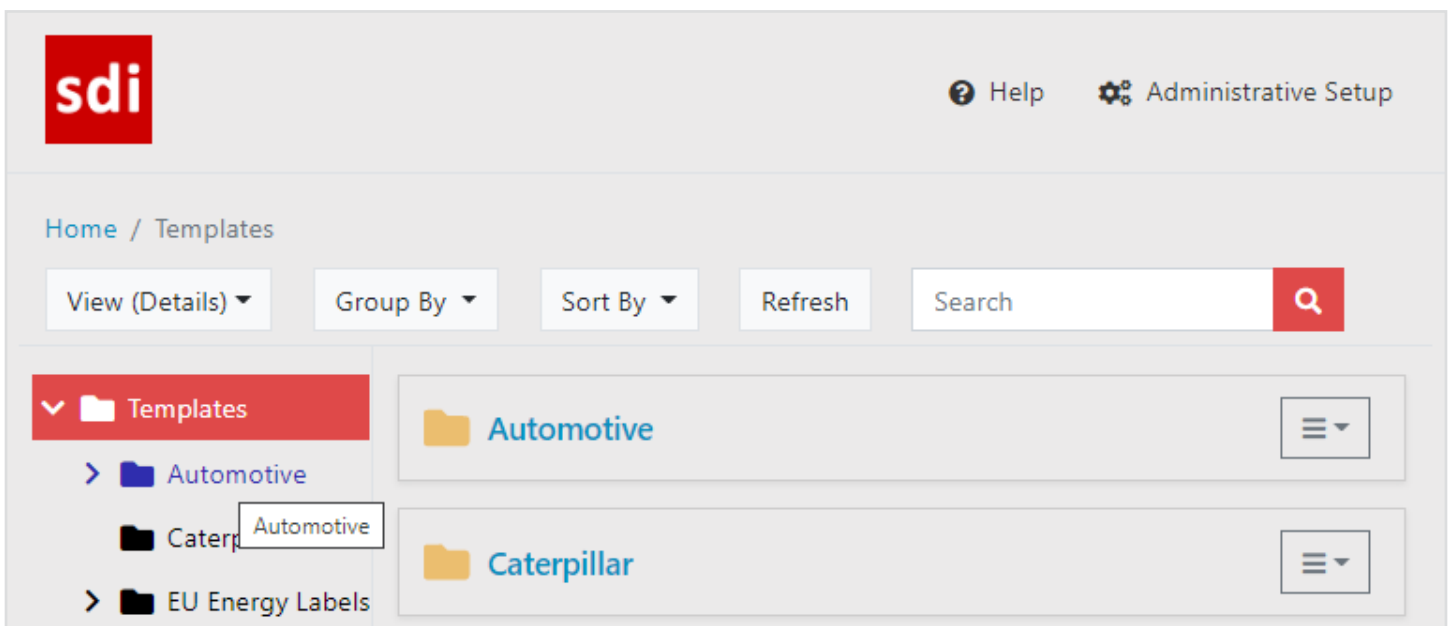 sdi
Help Administrative Setup
Home / Templates
View (Details) Group By Sort By Refresh Search
Templates
Automotive
Automotive
Caterp
EU Energy Labels
Automotive
Caterpillar